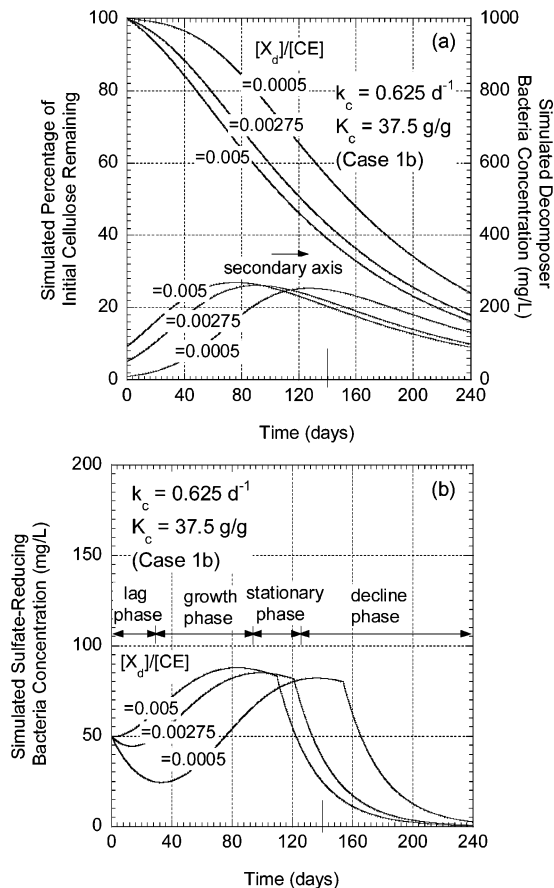 (a)
[X_d]/[CE]
=0.0005
=0.00275
=0.005
k_c = 0.625 d⁻¹
K_c = 37.5 g/g
(Case 1b)
secondary axis
=0.005
=0.00275
=0.0005
100
80
60
40
20
0
1000
800
600
400
200
0
0 40 80 120 160 200 240
Time (days)
Simulated Percentage of
Initial Cellulose Remaining
Simulated Decomposer
Bacteria Concentration (mg/L)
(b)
k_c = 0.625 d⁻¹
K_c = 37.5 g/g
(Case 1b)
lag
phase
growth
phase
stationary
phase
decline
phase
[X_d]/[CE]
=0.005
=0.00275
=0.0005
200
150
100
50
0
0 40 80 120 160 200 240
Time (days)
Simulated Sulfate-Reducing
Bacteria Concentration (mg/L)